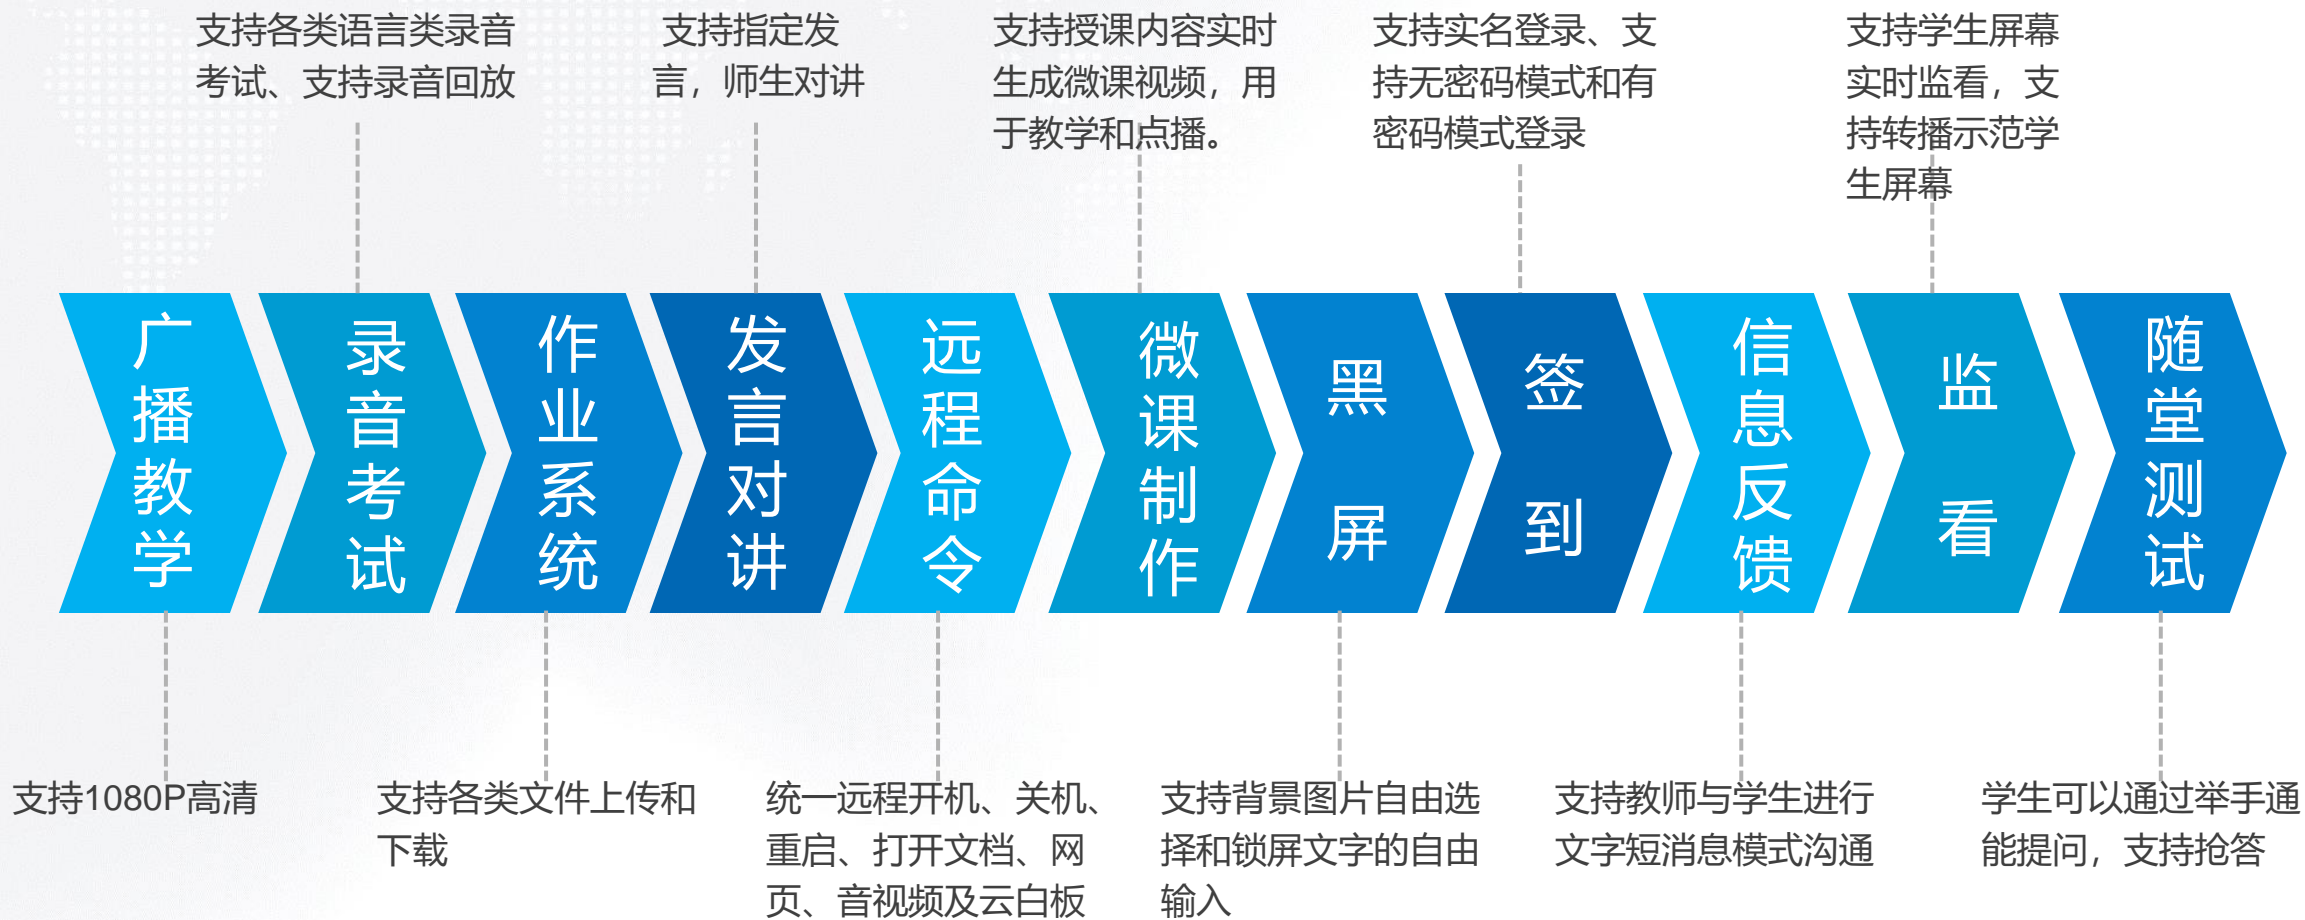 支持各类语言类录音
考试、支持录音回放
支持指定发
言，师生对讲
支持授课内容实时
生成微课视频，用
于教学和点播。
支持实名登录、支
持无密码模式和有
密码模式登录
支持学生屏幕
实时监看，支
持转播示范学
生屏幕
广播教学
录音考试
作业系统
发言对讲
远程命令
微课制作
黑屏
签到
信息反馈
监看
随堂测试
支持1080P高清
支持各类文件上传和
下载
统一远程开机、关机、
重启、打开文档、网
页、音视频及云白板
支持背景图片自由选
择和锁屏文字的自由
输入
支持教师与学生进行
文字短消息模式沟通
学生可以通过举手通
能提问，支持抢答